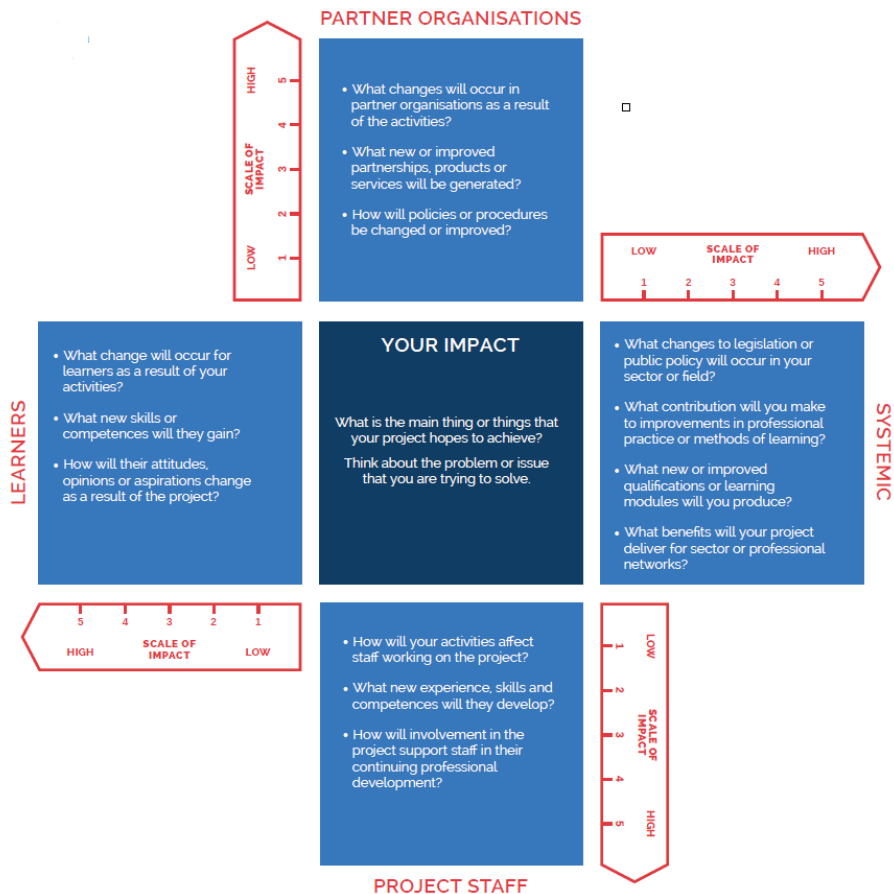 PARTNER ORGANISATIONS
HIGH
SCALE OF
IMPACT
LOW
5
4
3
2
1
• What changes will occur in
partner organisations as a result
of the activities?
• What new or improved
partnerships, products or
services will be generated?
• How will policies or procedures
be changed or improved?
LOW
SCALE OF
IMPACT
HIGH
1 2 3 4 5
LEARNERS
• What change will occur for
learners as a result of your
activities?
• What new skills or
competences will they gain?
• How will their attitudes,
opinions or aspirations change
as a result of the project?
YOUR IMPACT
What is the main thing or things that
your project hopes to achieve?
Think about the problem or issue
that you are trying to solve.
• What changes to legislation or
public policy will occur in your
sector or field?
• What contribution will you make
to improvements in professional
practice or methods of learning?
• What new or improved
qualifications or learning
modules will you produce?
• What benefits will your project
deliver for sector or professional
networks?
SYSTEMIC
5 4 3 2 1
HIGH
SCALE OF
IMPACT
LOW
• How will your activities affect
staff working on the project?
• What new experience, skills and
competences will they develop?
• How will involvement in the
project support staff in their
continuing professional
development?
1
2
3
4
5
LOW
SCALE OF
IMPACT
HIGH
PROJECT STAFF